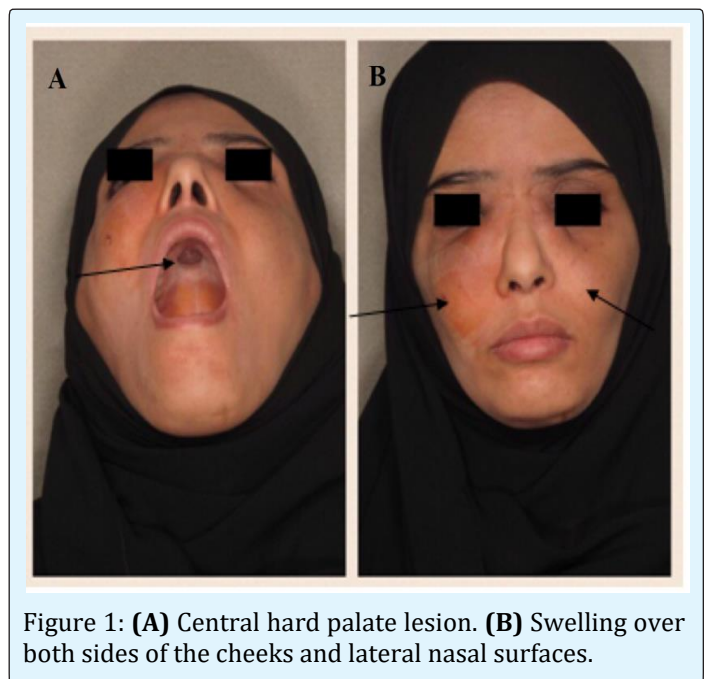 A
B
Figure 1: (A) Central hard palate lesion. (B) Swelling over
both sides of the cheeks and lateral nasal surfaces.